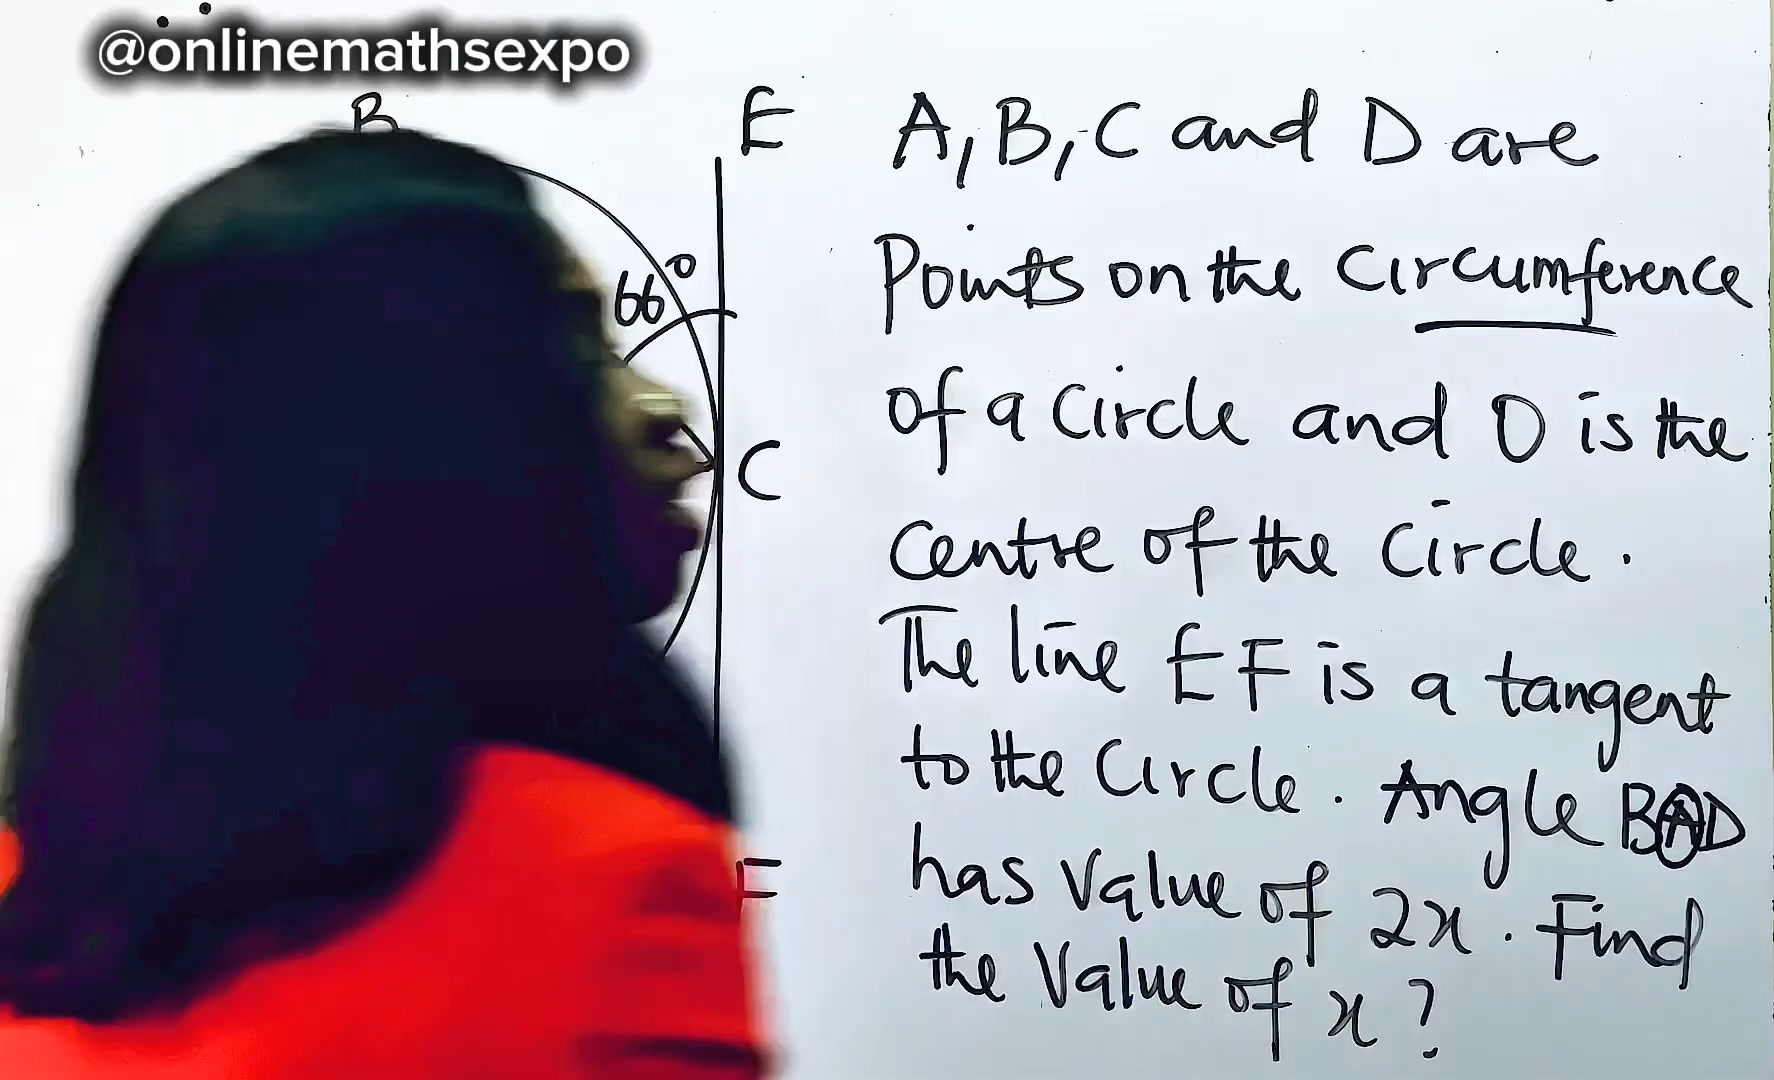 @onlinemathsexpo
B
E
66°
C
F
A, B, C and D are
Points on the Circumference
of a Circle and O is the
Centre of the Circle.
The line EF is a tangent
to the Circle. Angle BAD
has Value of 2x. Find
the Value of x?